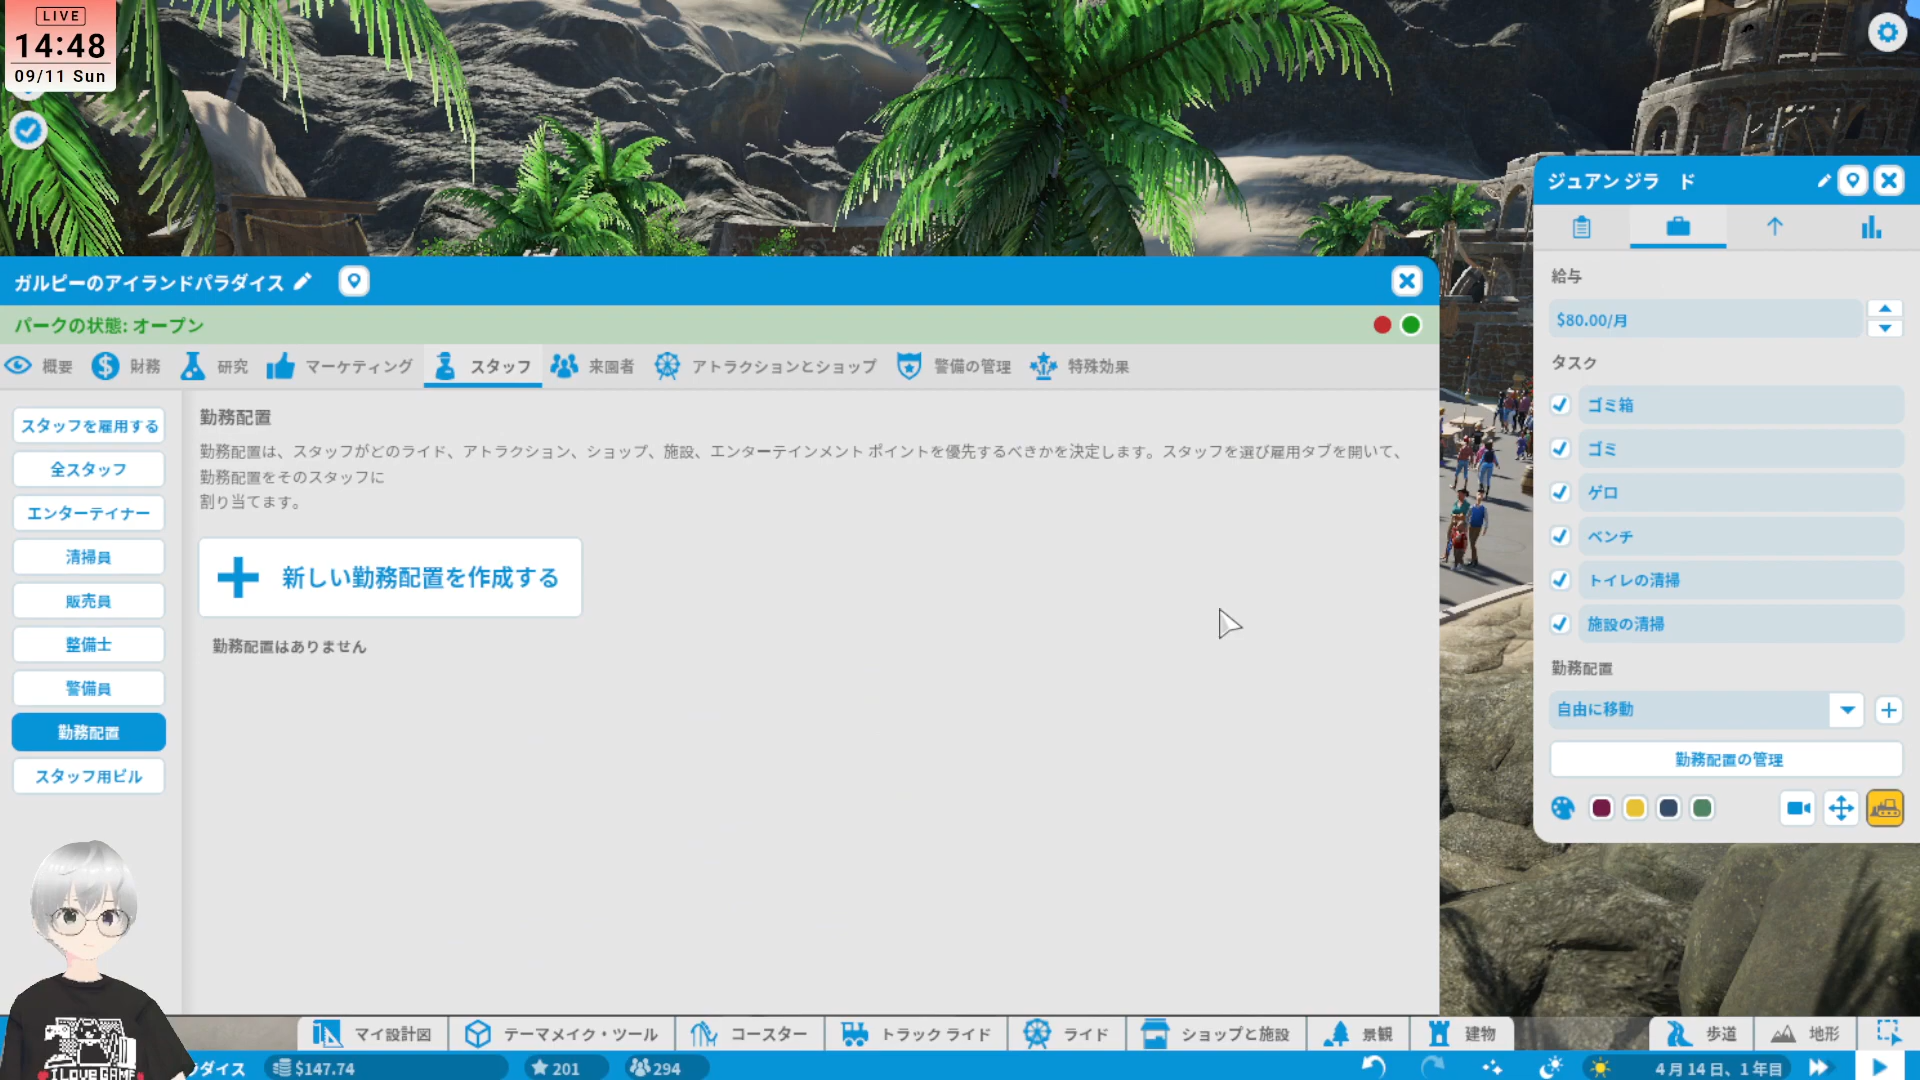 LIVE
14:48
09/11 Sun
ジュアン ジラ ド
給与
$80.00/月
タスク
ゴミ箱
ゴミ
ゲロ
ベンチ
トイレの清掃
施設の清掃
勤務配置
自由に移動
勤務配置の管理
ガルピーのアイランドパラダイス
パークの状態: オープン
概要 財務 研究 マーケティング スタッフ 来園者 アトラクションとショップ 警備の管理 特殊効果
スタッフを雇用する
全スタッフ
エンターテイナー
清掃員
販売員
整備士
警備員
勤務配置
スタッフ用ビル
勤務配置
勤務配置は、スタッフがどのライド、アトラクション、ショップ、施設、エンターテインメント ポイントを優先するべきかを決定します。スタッフを選び雇用タブを開いて、
勤務配置をそのスタッフに
割り当てます。
新しい勤務配置を作成する
勤務配置はありません
I LOVE GAME
マイ設計図 テーマメイク・ツール コースター トラック ライド ライド ショップと施設 景観 建物 歩道 地形
ラダイス $147.74 201 294 4月14日、1年目